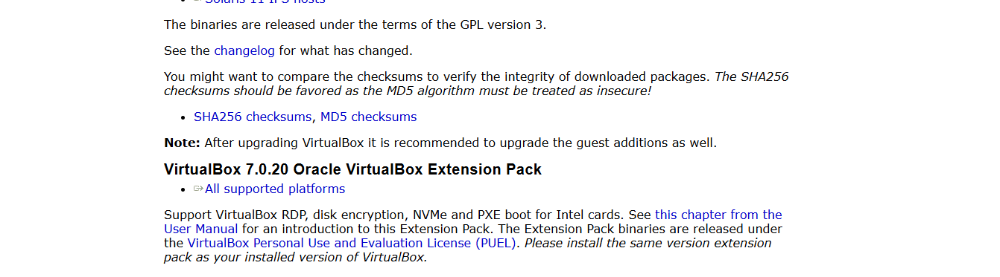 Solaris 11 IPS hosts
The binaries are released under the terms of the GPL version 3.
See the changelog for what has changed.
You might want to compare the checksums to verify the integrity of downloaded packages. The SHA256
checksums should be favored as the MD5 algorithm must be treated as insecure!
SHA256 checksums, MD5 checksums
Note: After upgrading VirtualBox it is recommended to upgrade the guest additions as well.
VirtualBox 7.0.20 Oracle VirtualBox Extension Pack
All supported platforms
Support VirtualBox RDP, disk encryption, NVMe and PXE boot for Intel cards. See this chapter from the
User Manual for an introduction to this Extension Pack. The Extension Pack binaries are released under
the VirtualBox Personal Use and Evaluation License (PUEL). Please install the same version extension
pack as your installed version of VirtualBox.